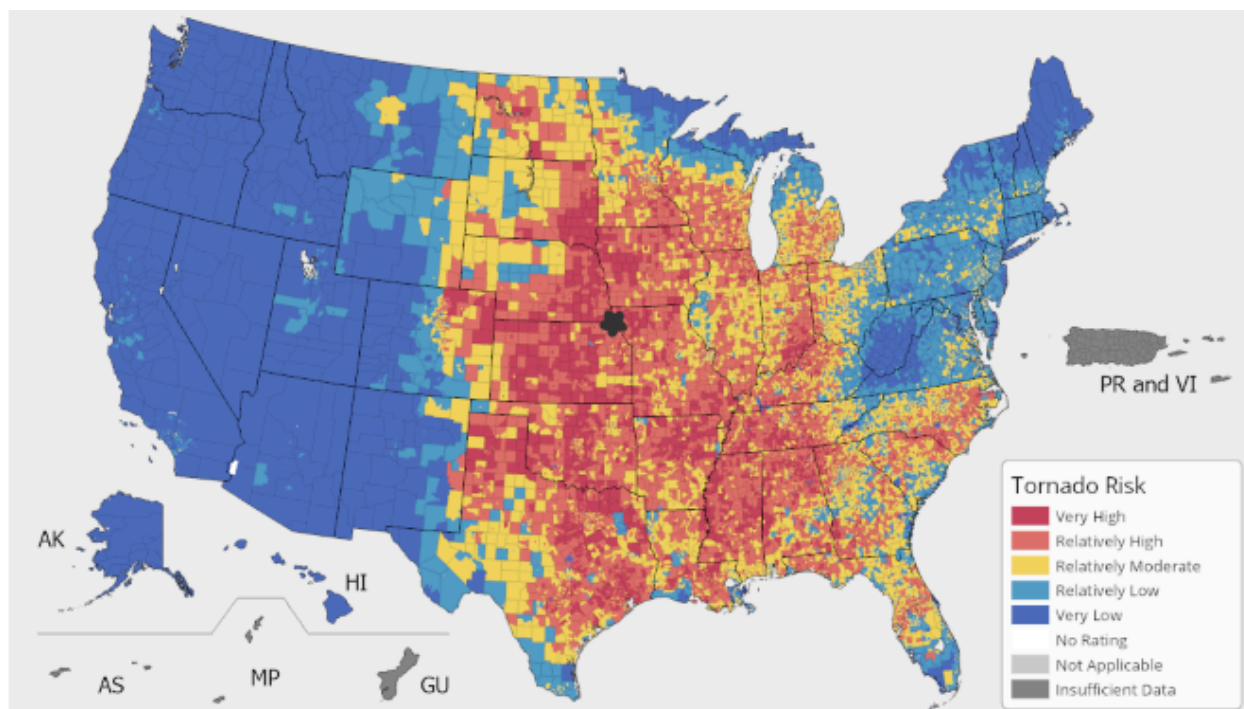 PR and VI
Tornado Risk
Very High
Relatively High
Relatively Moderate
Relatively Low
Very Low
No Rating
Not Applicable
Insufficient Data
AK
HI
AS
MP
GU